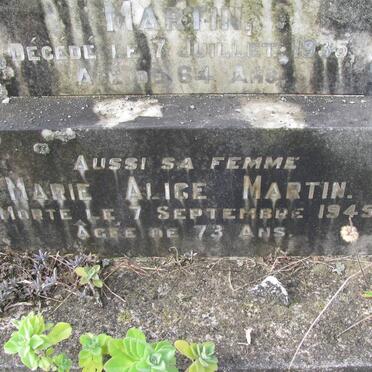 MARTIN,
DÉCÉDÉ LE 7 JUILLET 1935
AGÉ DE 64 ANS
AUSSI SA FEMME
MARIE ALICE MARTIN.
MORTE LE 7 SEPTEMBRE 1945
AGÉE DE 73 ANS.